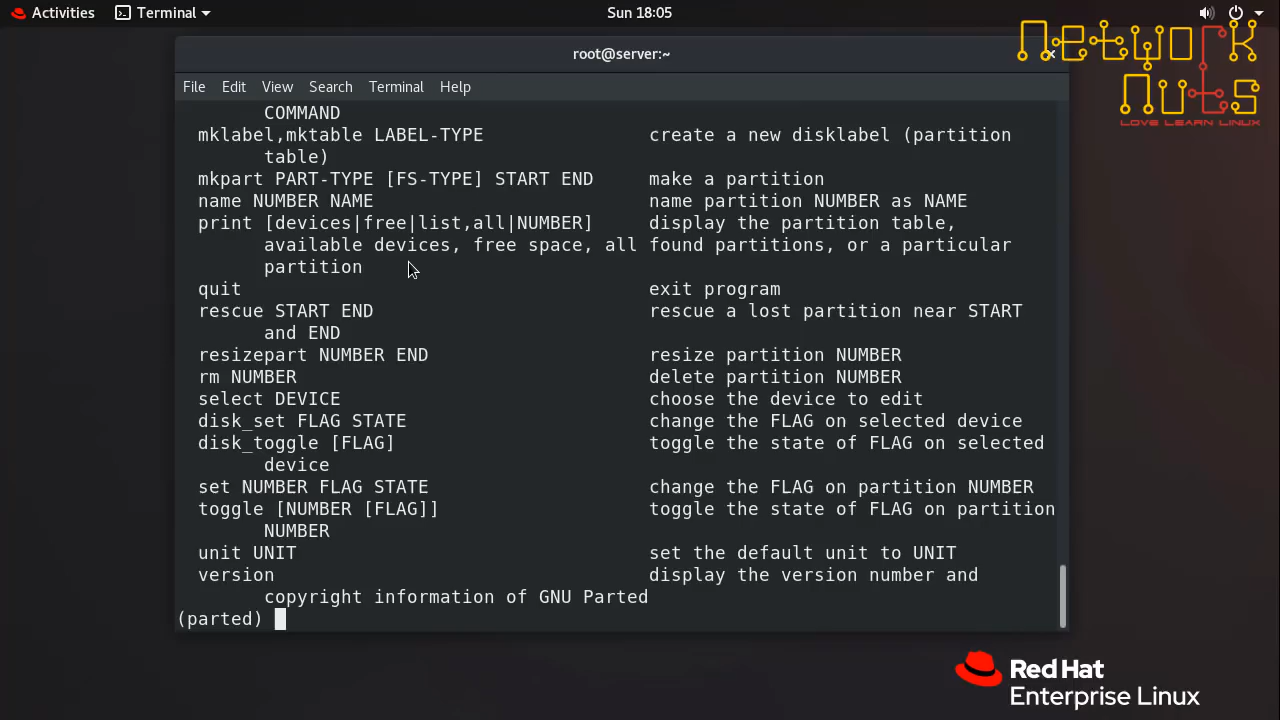 Activities Terminal Sun 18:05
Network
root@server:~
Nuts
LOVE LEARN LINUX
File Edit View Search Terminal Help
COMMAND
mklabel,mktable LABEL-TYPE create a new disklabel (partition
table)
mkpart PART-TYPE [FS-TYPE] START END make a partition
name NUMBER NAME name partition NUMBER as NAME
print [devices|free|list,all|NUMBER] display the partition table,
available devices, free space, all found partitions, or a particular
partition
quit exit program
rescue START END rescue a lost partition near START
and END
resizepart NUMBER END resize partition NUMBER
rm NUMBER delete partition NUMBER
select DEVICE choose the device to edit
disk_set FLAG STATE change the FLAG on selected device
disk_toggle [FLAG] toggle the state of FLAG on selected
device
set NUMBER FLAG STATE change the FLAG on partition NUMBER
toggle [NUMBER [FLAG]] toggle the state of FLAG on partition
NUMBER
unit UNIT set the default unit to UNIT
version display the version number and
copyright information of GNU Parted
(parted)
Red Hat
Enterprise Linux